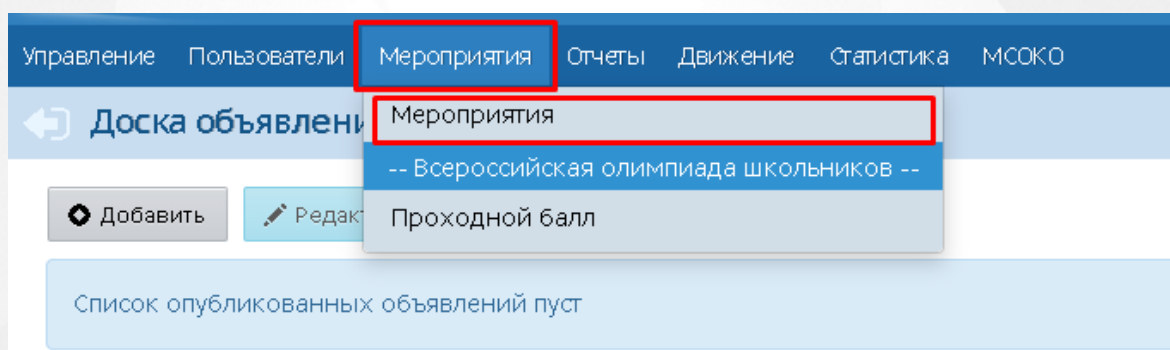 Управление Пользователи Мероприятия Отчеты Движение Статистика МСОКО
Доска объявлени
Мероприятия
-- Всероссийская олимпиада школьников --
Добавить Редак
Проходной балл
Список опубликованных объявлений пуст